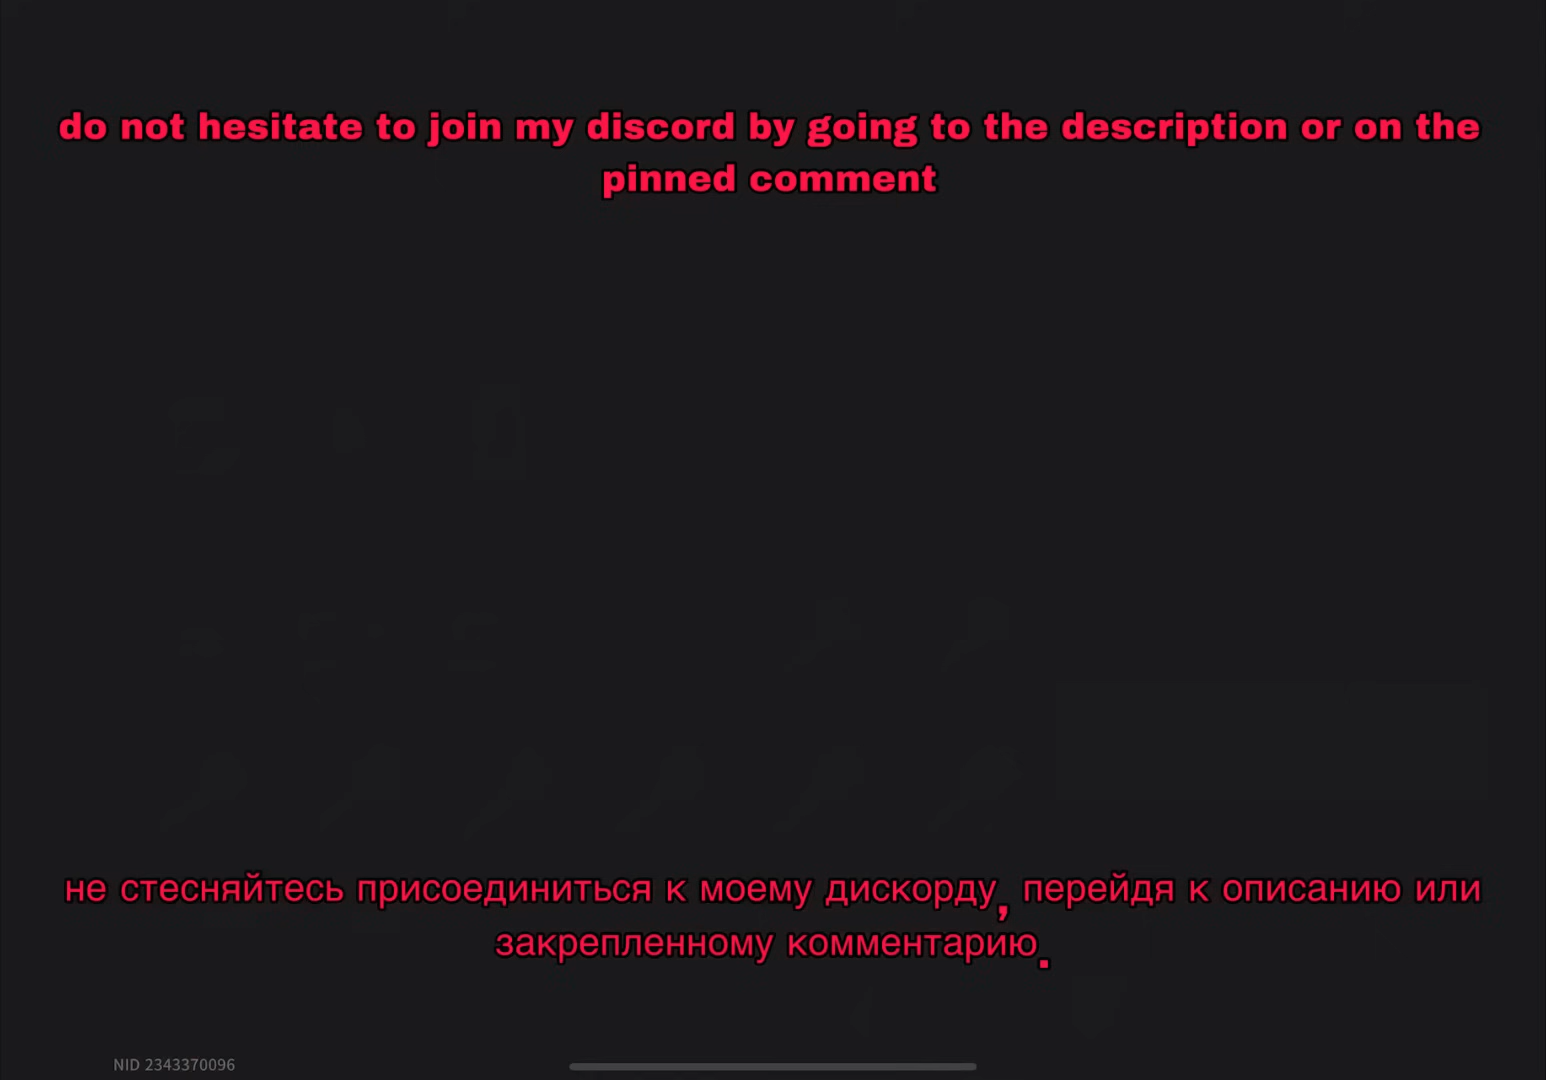 do not hesitate to join my discord by going to the description or on the
pinned comment
не стесняйтесь присоединиться к моему дискорду, перейдя к описанию или
закрепленному комментарию.
NID 2343370096